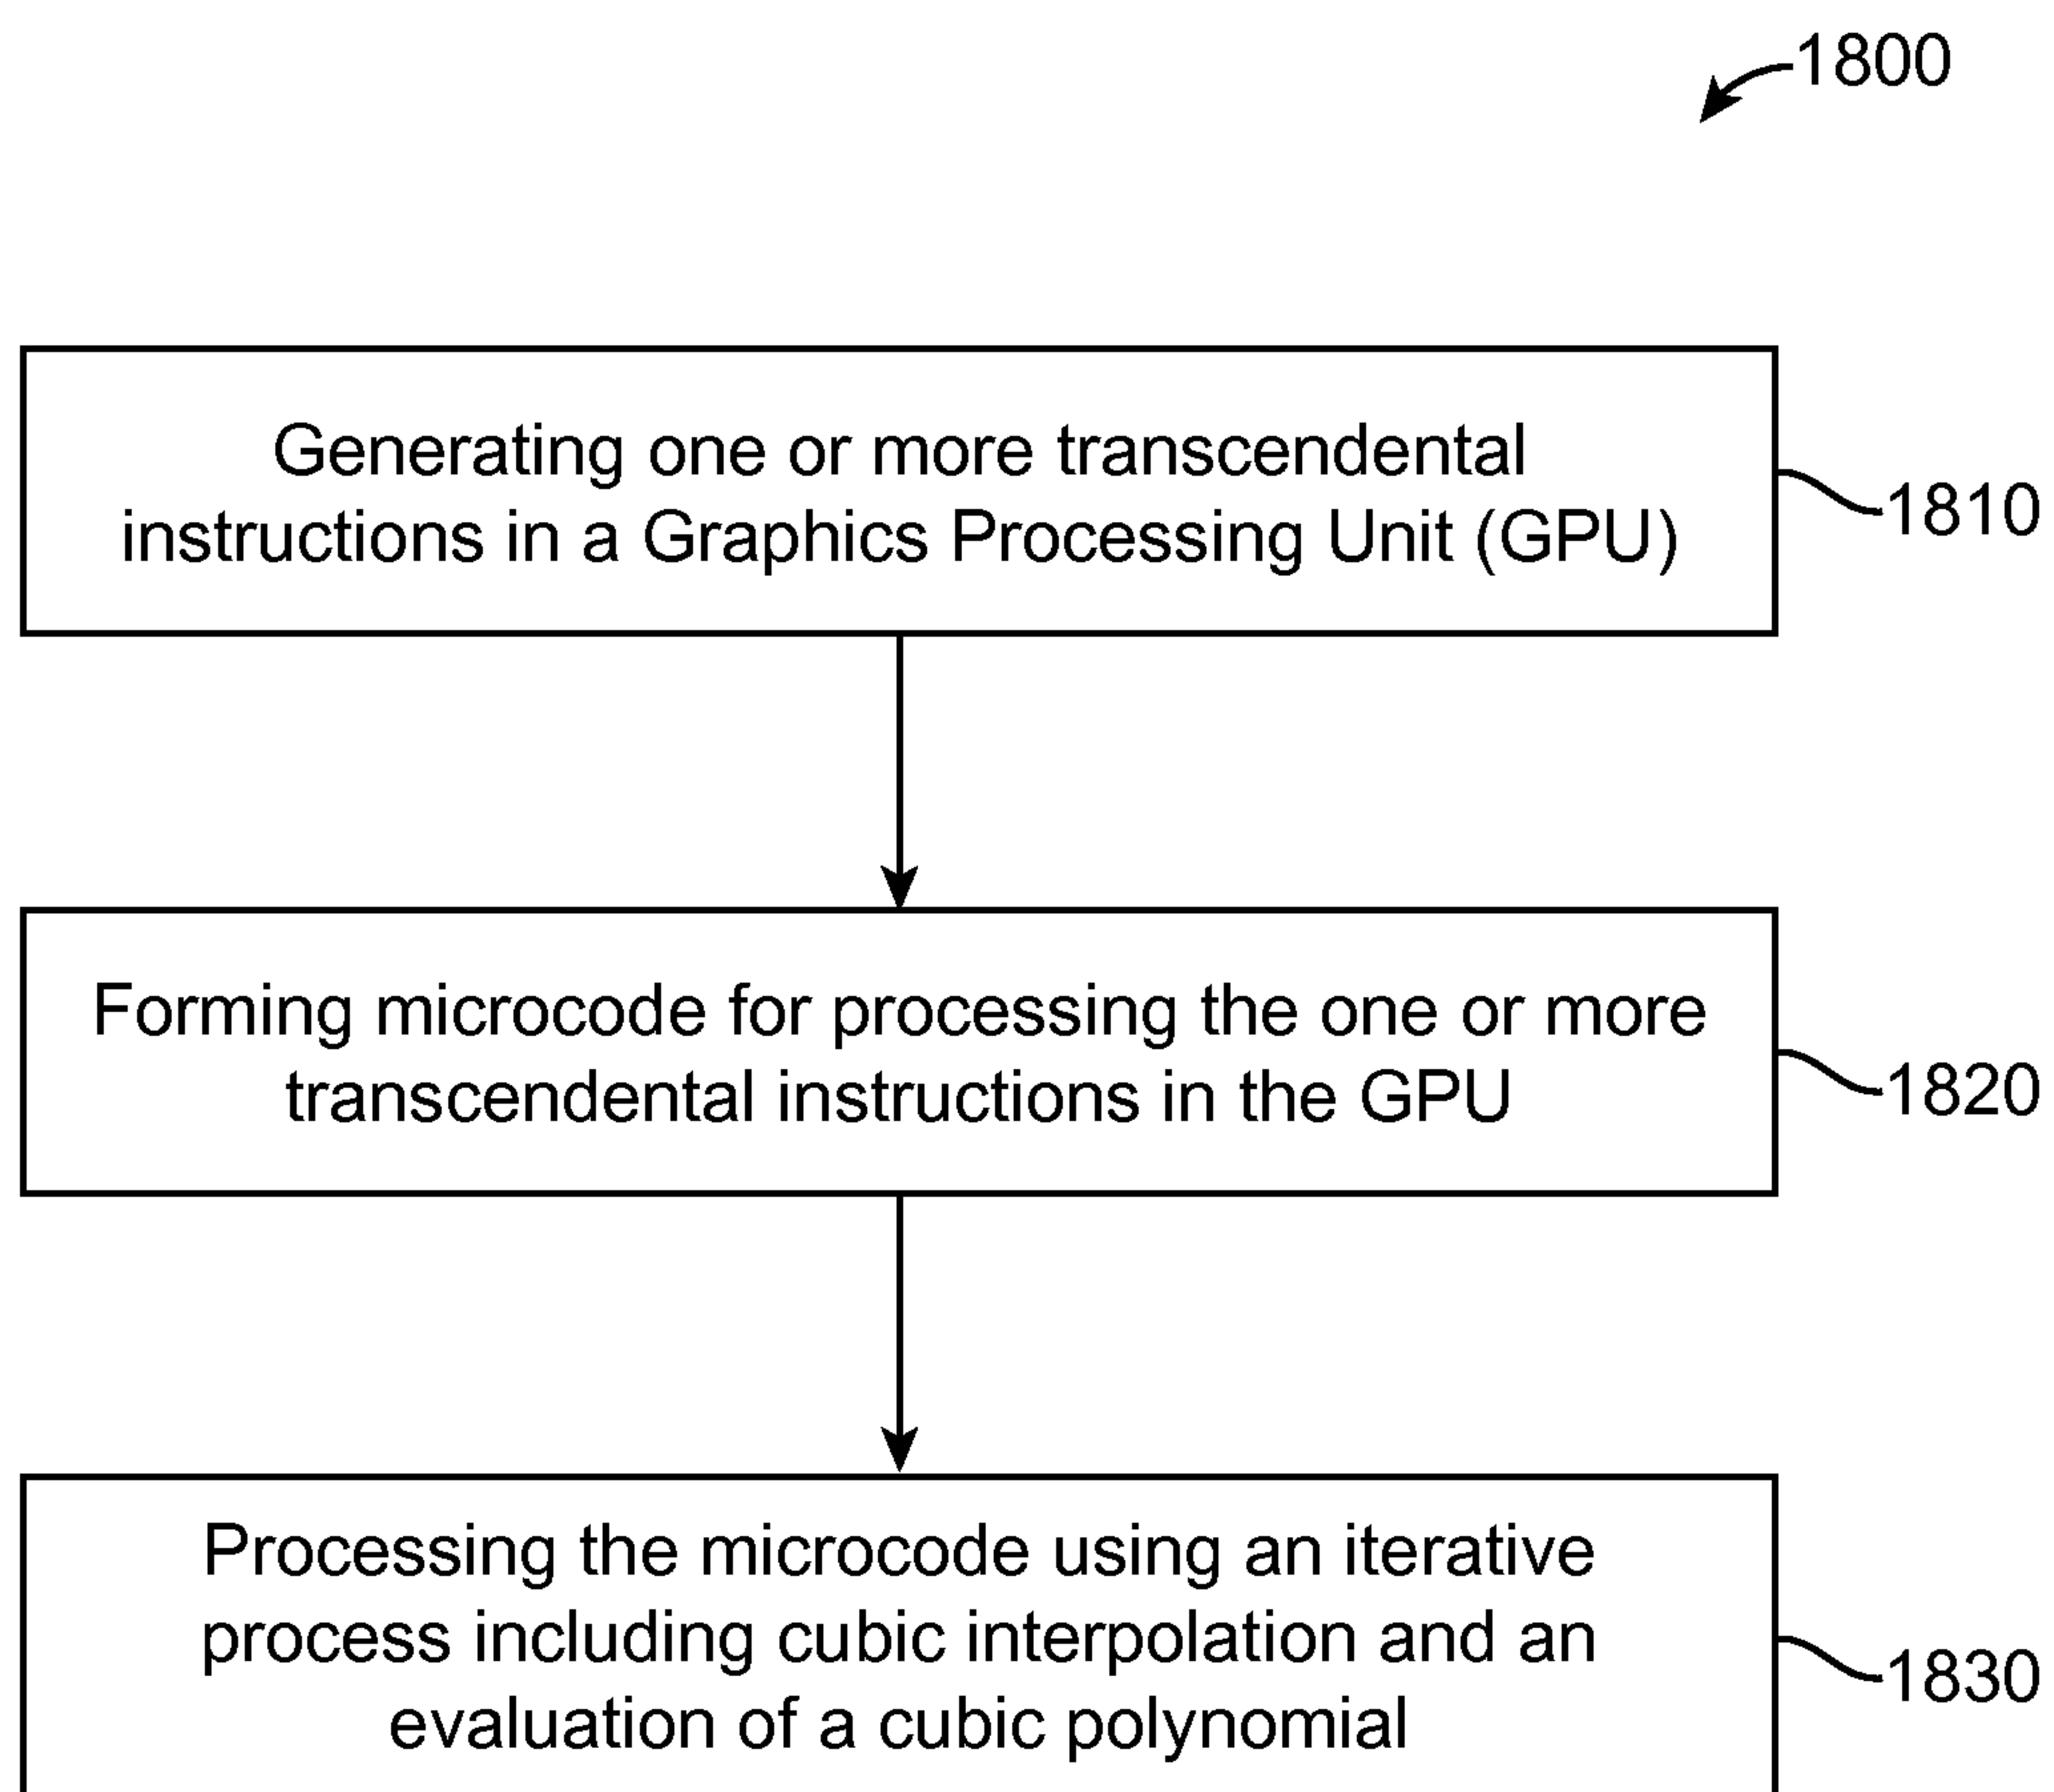 1800
Generating one or more transcendental
instructions in a Graphics Processing Unit (GPU)
1810
Forming microcode for processing the one or more
transcendental instructions in the GPU
1820
Processing the microcode using an iterative
process including cubic interpolation and an
evaluation of a cubic polynomial
1830